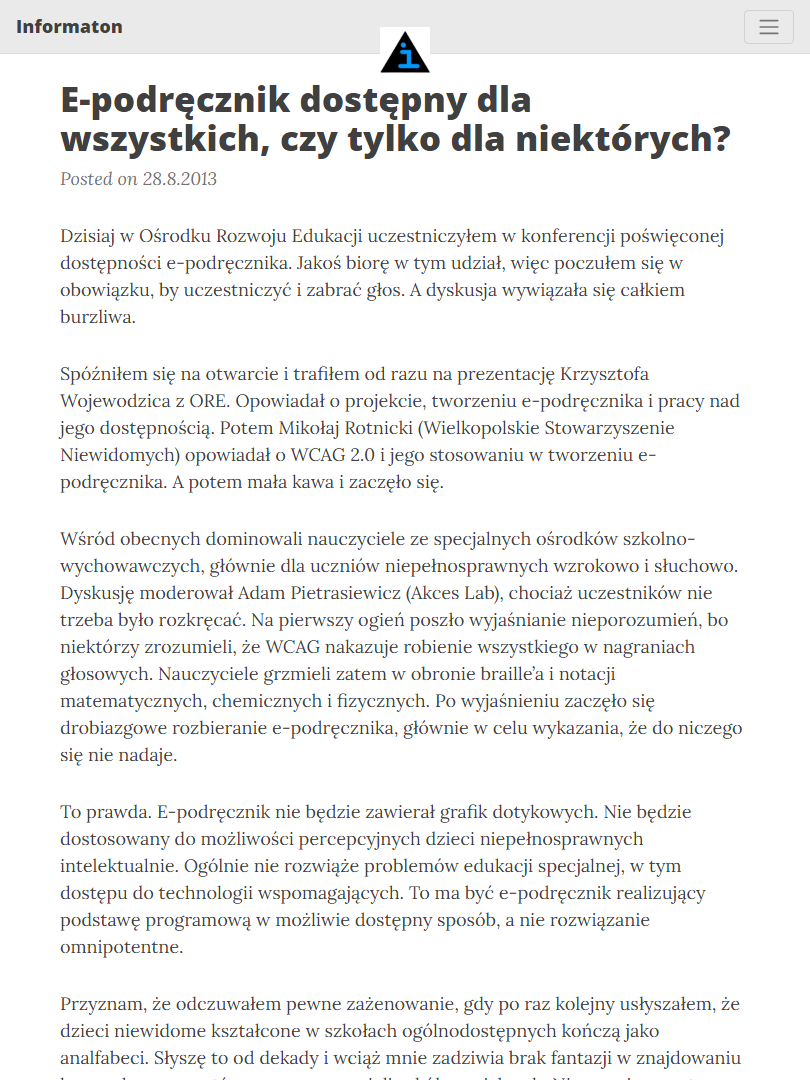 Informaton
E-podręcznik dostępny dla
wszystkich, czy tylko dla niektórych?
Posted on 28.8.2013
Dzisiaj w Ośrodku Rozwoju Edukacji uczestniczyłem w konferencji poświęconej
dostępności e-podręcznika. Jakoś biorę w tym udział, więc poczułem się w
obowiązku, by uczestniczyć i zabrać głos. A dyskusja wywiązała się całkiem
burzliwa.
Spóźniłem się na otwarcie i trafiłem od razu na prezentację Krzysztofa
Wojewodzica z ORE. Opowiadał o projekcie, tworzeniu e-podręcznika i pracy nad
jego dostępnością. Potem Mikołaj Rotnicki (Wielkopolskie Stowarzyszenie
Niewidomych) opowiadał o WCAG 2.0 i jego stosowaniu w tworzeniu e-
podręcznika. A potem mała kawa i zaczęło się.
Wśród obecnych dominowali nauczyciele ze specjalnych ośrodków szkolno-
wychowawczych, głównie dla uczniów niepełnosprawnych wzrokowo i słuchowo.
Dyskusję moderował Adam Pietrasiewicz (Akces Lab), chociaż uczestników nie
trzeba było rozkręcać. Na pierwszy ogień poszło wyjaśnianie nieporozumień, bo
niektórzy zrozumieli, że WCAG nakazuje robienie wszystkiego w nagraniach
głosowych. Nauczyciele grzmieli zatem w obronie braille’a i notacji
matematycznych, chemicznych i fizycznych. Po wyjaśnieniu zaczęło się
drobiazgowe rozbieranie e-podręcznika, głównie w celu wykazania, że do niczego
się nie nadaje.
To prawda. E-podręcznik nie będzie zawierał grafik dotykowych. Nie będzie
dostosowany do możliwości percepcyjnych dzieci niepełnosprawnych
intelektualnie. Ogólnie nie rozwiąże problemów edukacji specjalnej, w tym
dostępu do technologii wspomagających. To ma być e-podręcznik realizujący
podstawę programową w możliwie dostępny sposób, a nie rozwiązanie
omnipotentne.
Przyznam, że odczuwałem pewne zażenowanie, gdy po raz kolejny usłyszałem, że
dzieci niewidome kształcone w szkołach ogólnodostępnych kończą jako
analfabeci. Słyszę to od dekady i wciąż mnie zadziwia brak fantazji w znajdowaniu